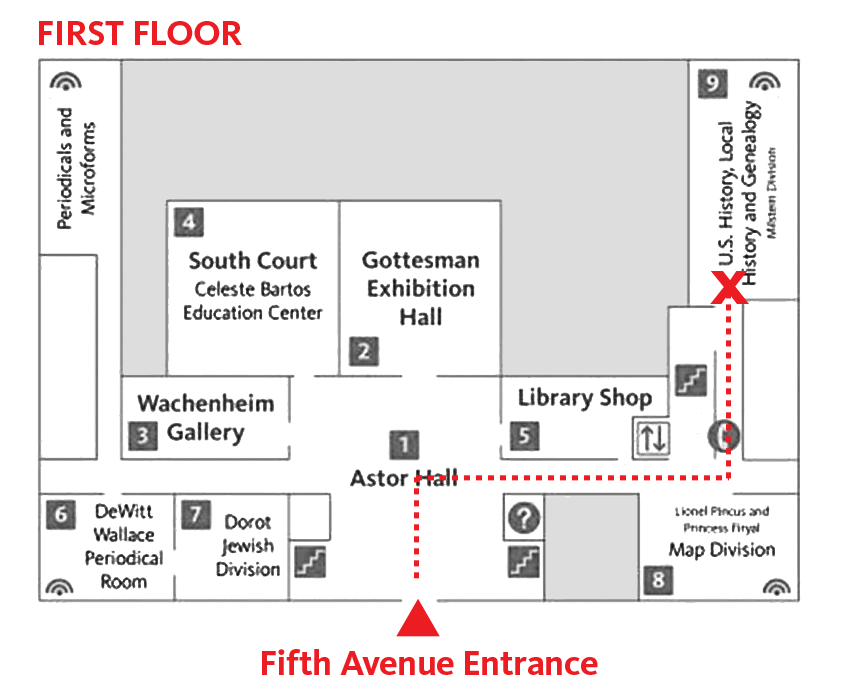 FIRST FLOOR
Periodicals and
Microforms
9
U.S. History, Local
History and Genealogy
Milstein Division
4
South Court
Celeste Bartos
Education Center
Gottesman
Exhibition
Hall
2
X
Wachenheim
3 Gallery
1
Astor Hall
Library Shop
5
6
DeWitt
Wallace
Periodical
Room
7
Dorot
Jewish
Division
?
Lionel Pincus and
Princess Firyal
Map Division
8
Fifth Avenue Entrance